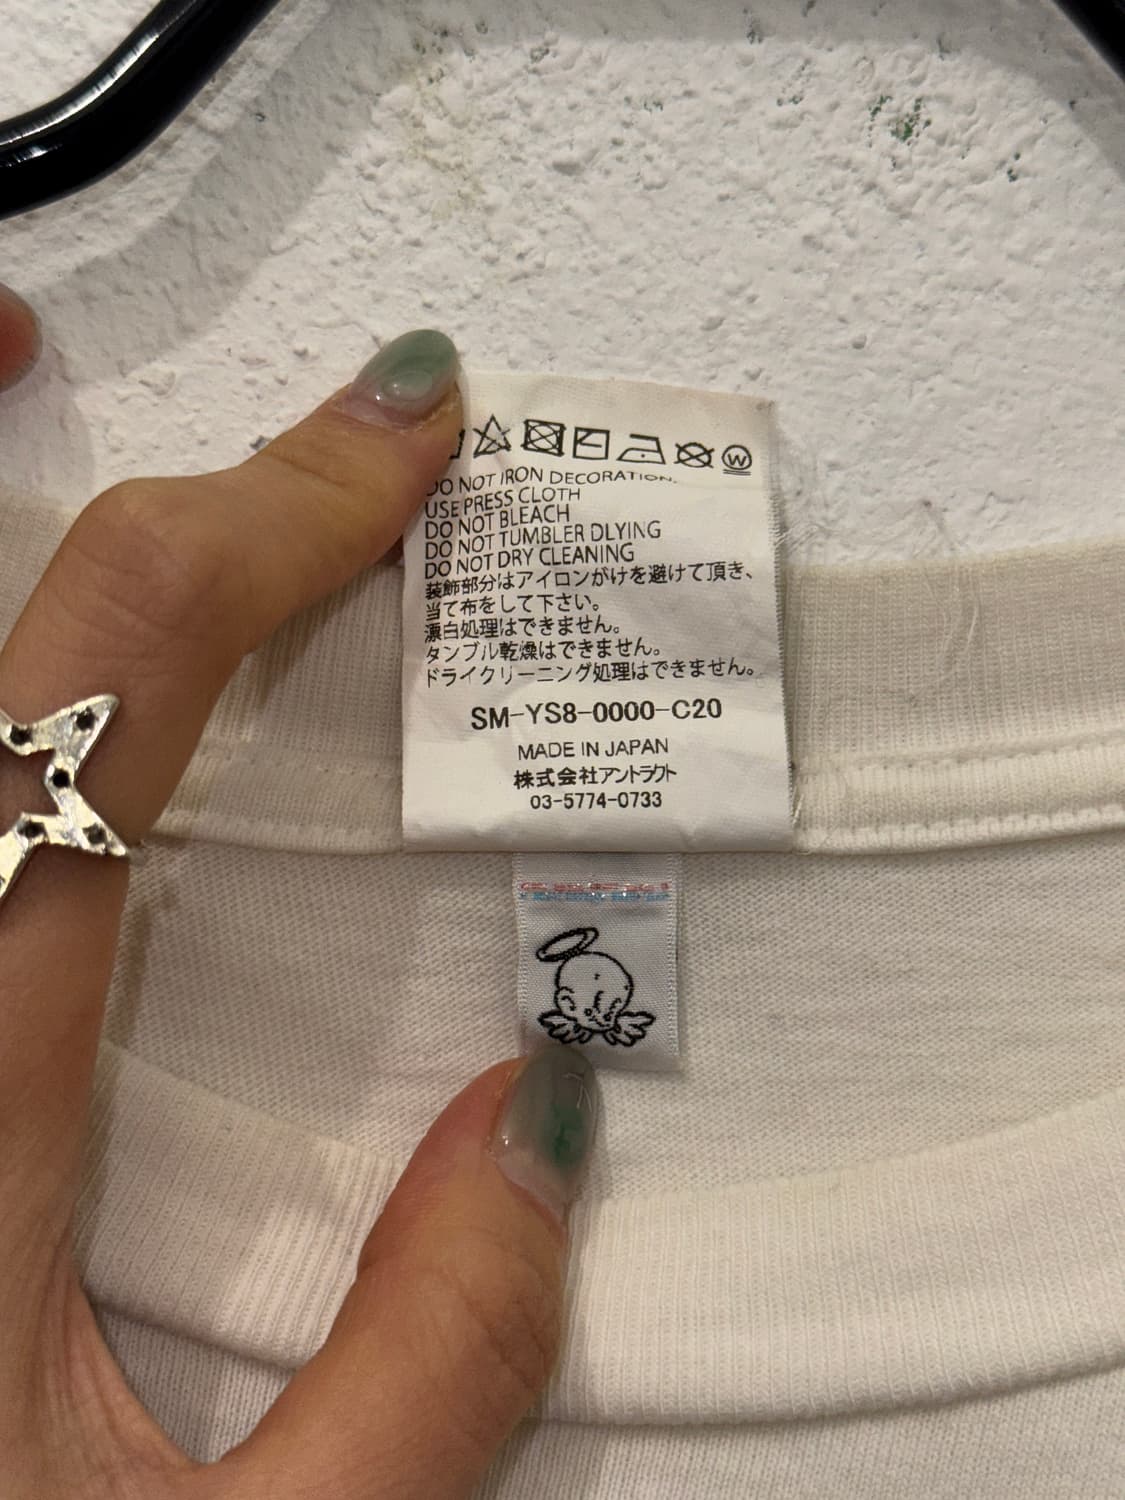 DO NOT IRON DECORATION.
USE PRESS CLOTH
DO NOT BLEACH
DO NOT TUMBLER DLYING
DO NOT DRY CLEANING
装飾部分はアイロンがけを避けて頂き、
当て布をして下さい。
漂白処理はできません。
タンブル乾燥はできません。
ドライクリーニング処理はできません。
SM-YS8-0000-C20
MADE IN JAPAN
株式会社アントラクト
03-5774-0733